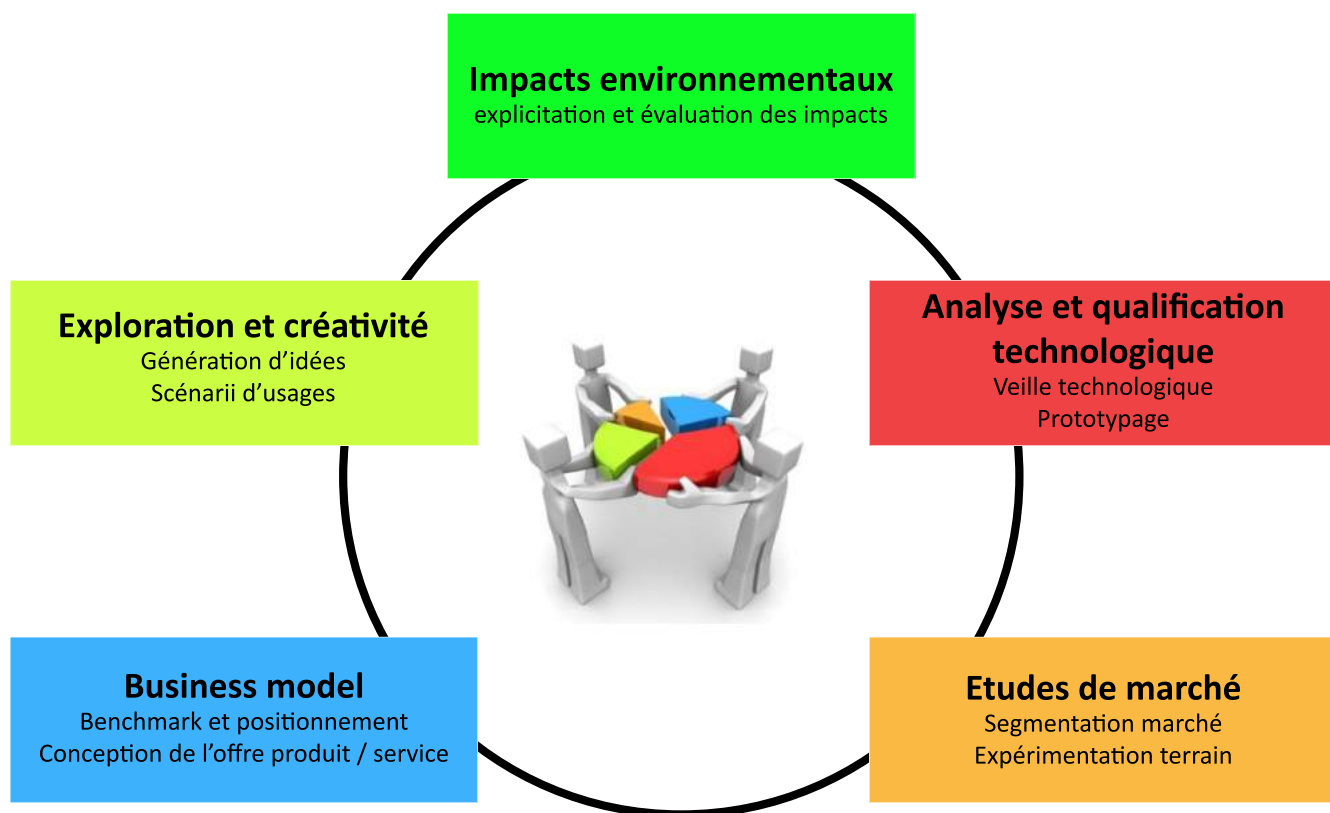 Impacts environnementaux
explicitation et évaluation des impacts
Exploration et créativité
Génération d’idées
Scénarii d’usages
Analyse et qualification
technologique
Veille technologique
Prototypage
Business model
Benchmark et positionnement
Conception de l’offre produit / service
Etudes de marché
Segmentation marché
Expérimentation terrain